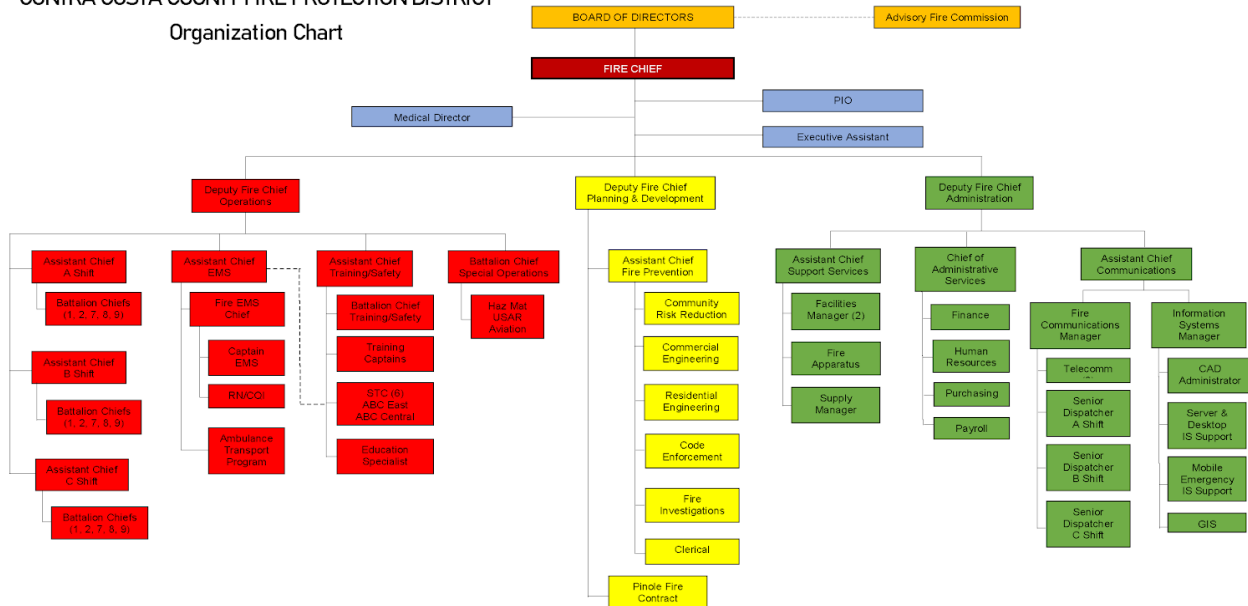 CONTRA COSTA COUNTY FIRE PROTECTION DISTRICT
Organization Chart
BOARD OF DIRECTORS
Advisory Fire Commission
FIRE CHIEF
PIO
Medical Director
Executive Assistant
Deputy Fire Chief
Operations
Deputy Fire Chief
Planning & Development
Deputy Fire Chief
Administration
Assistant Chief
A Shift
Battalion Chiefs
(1, 2, 7, 8, 9)
Assistant Chief
B Shift
Battalion Chiefs
(1, 2, 7, 8, 9)
Assistant Chief
C Shift
Battalion Chiefs
(1, 2, 7, 8, 9)
Assistant Chief
EMS
Fire EMS
Chief
Captain
EMS
RN/CQI
Ambulance
Transport
Program
Assistant Chief
Training/Safety
Battalion Chief
Training/Safety
Training
Captains
STC (6)
ABC East
ABC Central
Education
Specialist
Battalion Chief
Special Operations
Haz Mat
USAR
Aviation
Assistant Chief
Fire Prevention
Community
Risk Reduction
Commercial
Engineering
Residential
Engineering
Code
Enforcement
Fire
Investigations
Clerical
Pinole Fire
Contract
Assistant Chief
Support Services
Facilities
Manager (2)
Fire
Apparatus
Supply
Manager
Chief of
Administrative
Services
Finance
Human
Resources
Purchasing
Payroll
Assistant Chief
Communications
Fire
Communications
Manager
Telecomm
Senior
Dispatcher
A Shift
Senior
Dispatcher
B Shift
Senior
Dispatcher
C Shift
Information
Systems
Manager
CAD
Administrator
Server &
Desktop
IS Support
Mobile
Emergency
IS Support
GIS